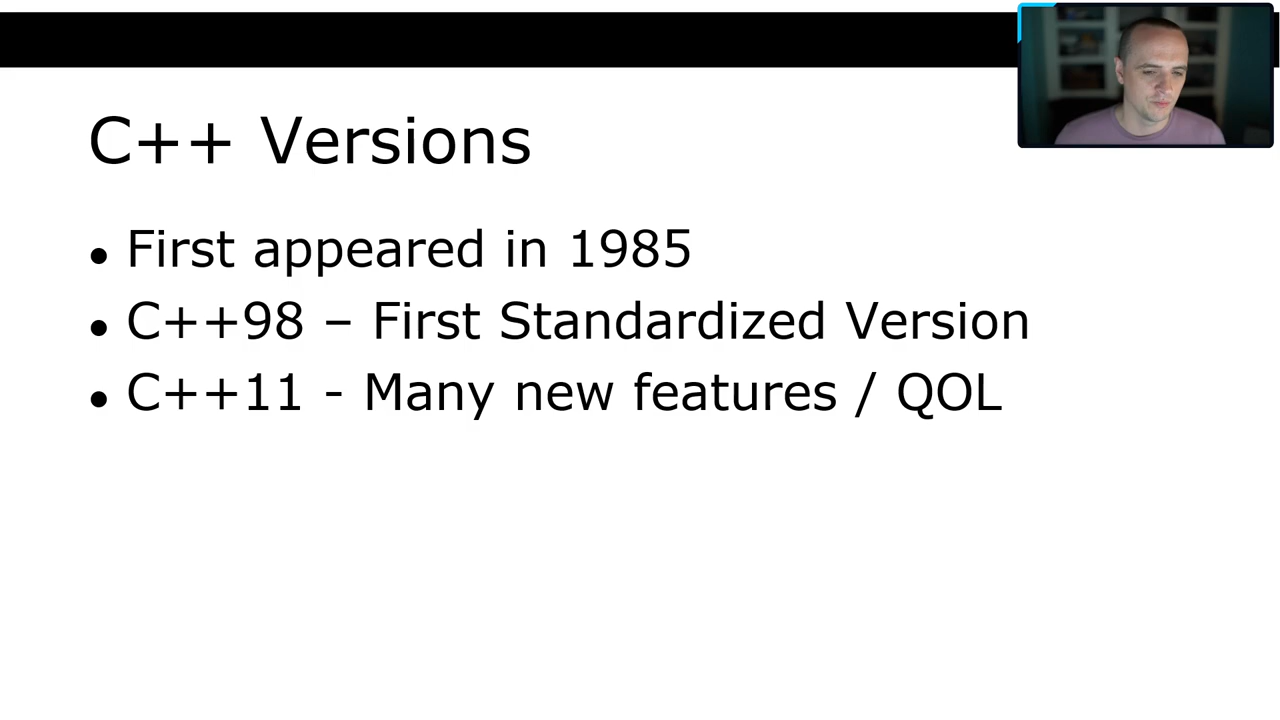 C++ Versions
● First appeared in 1985
● C++98 – First Standardized Version
● C++11 - Many new features / QOL